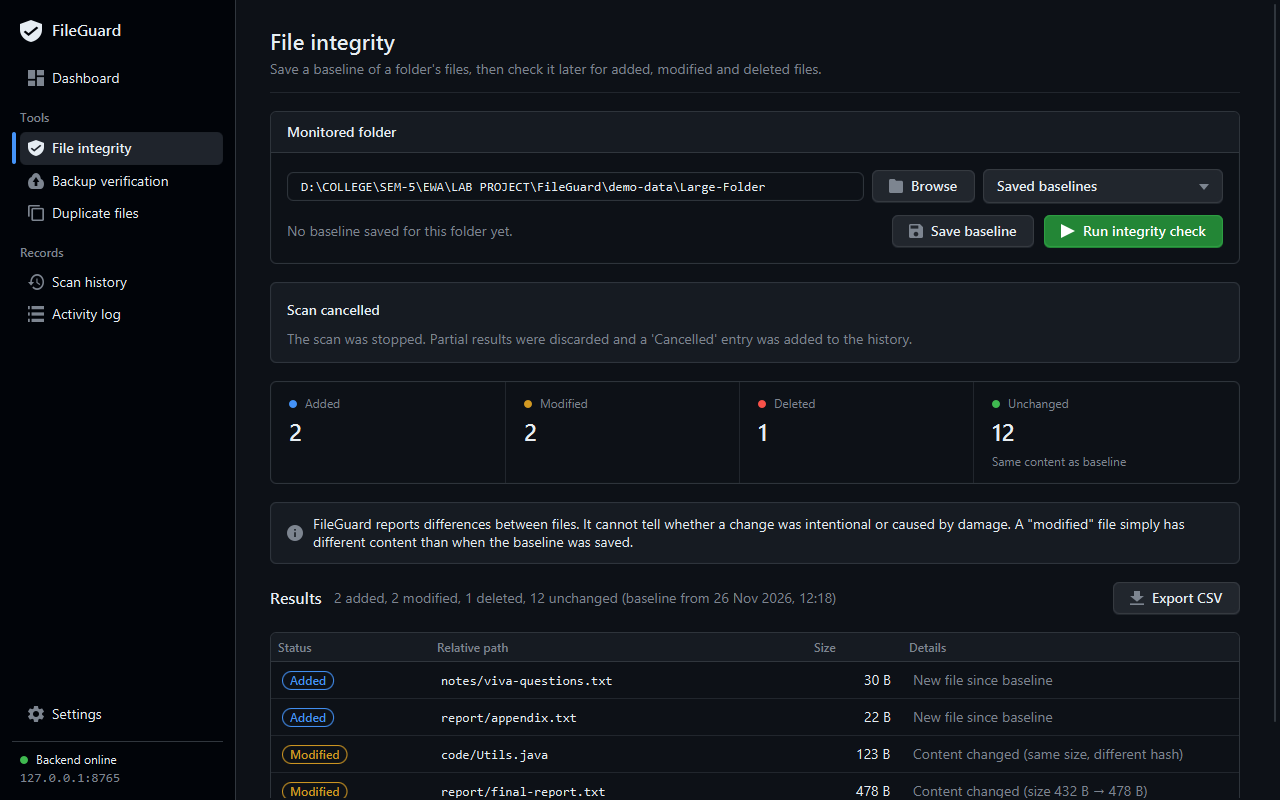 FileGuard
Dashboard
Tools
File integrity
Backup verification
Duplicate files
Records
Scan history
Activity log
Settings
Backend online
127.0.0.1:8765
File integrity
Save a baseline of a folder's files, then check it later for added, modified and deleted files.
Monitored folder
D:\COLLEGE\SEM-5\EWA\LAB PROJECT\FileGuard\demo-data\Large-Folder
Browse
Saved baselines
No baseline saved for this folder yet.
Save baseline
Run integrity check
Scan cancelled
The scan was stopped. Partial results were discarded and a 'Cancelled' entry was added to the history.
Added
2
Modified
2
Deleted
1
Unchanged
12
Same content as baseline
FileGuard reports differences between files. It cannot tell whether a change was intentional or caused by damage. A "modified" file simply has
different content than when the baseline was saved.
Results 2 added, 2 modified, 1 deleted, 12 unchanged (baseline from 26 Nov 2026, 12:18)
Export CSV
Status Relative path Size Details
Added notes/viva-questions.txt 30 B New file since baseline
Added report/appendix.txt 22 B New file since baseline
Modified code/Utils.java 123 B Content changed (same size, different hash)
Modified report/final-report.txt 478 B Content changed (size 432 B → 478 B)